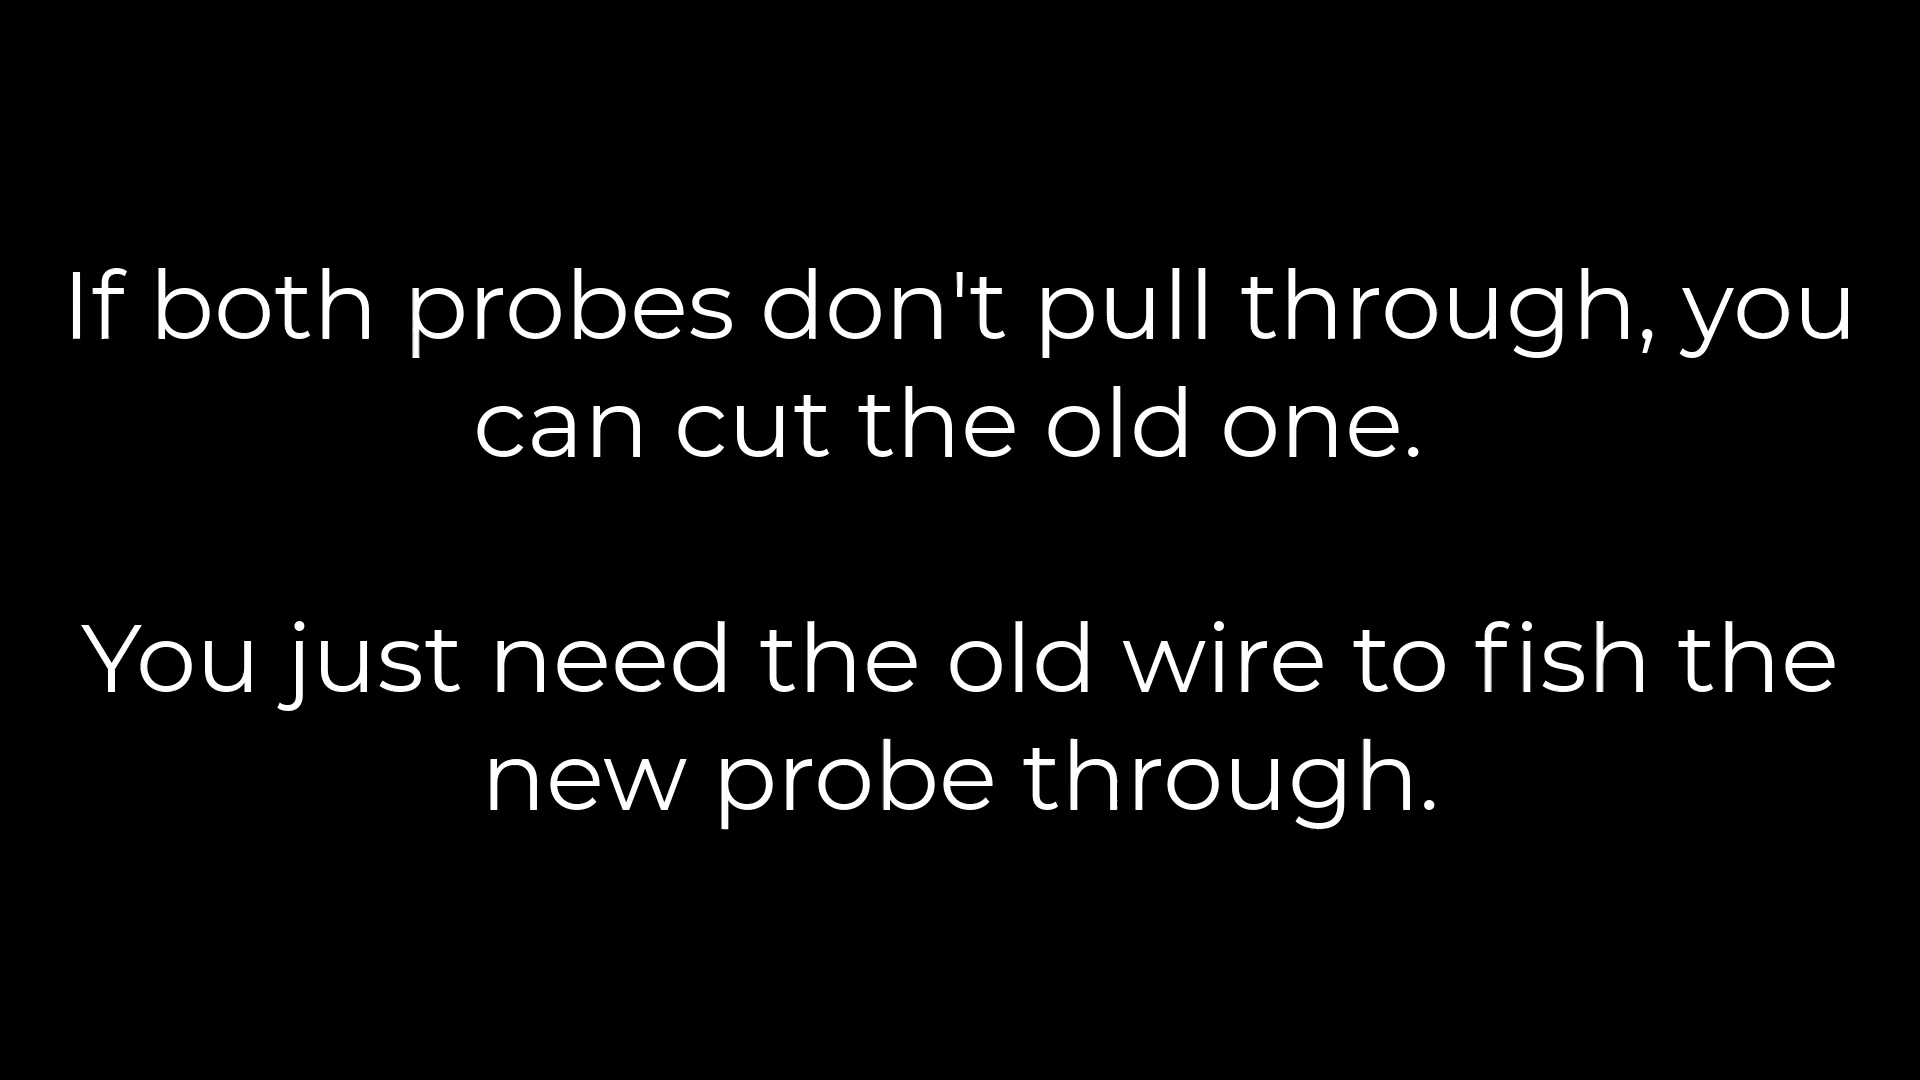 If both probes don't pull through, you
can cut the old one.
You just need the old wire to fish the
new probe through.